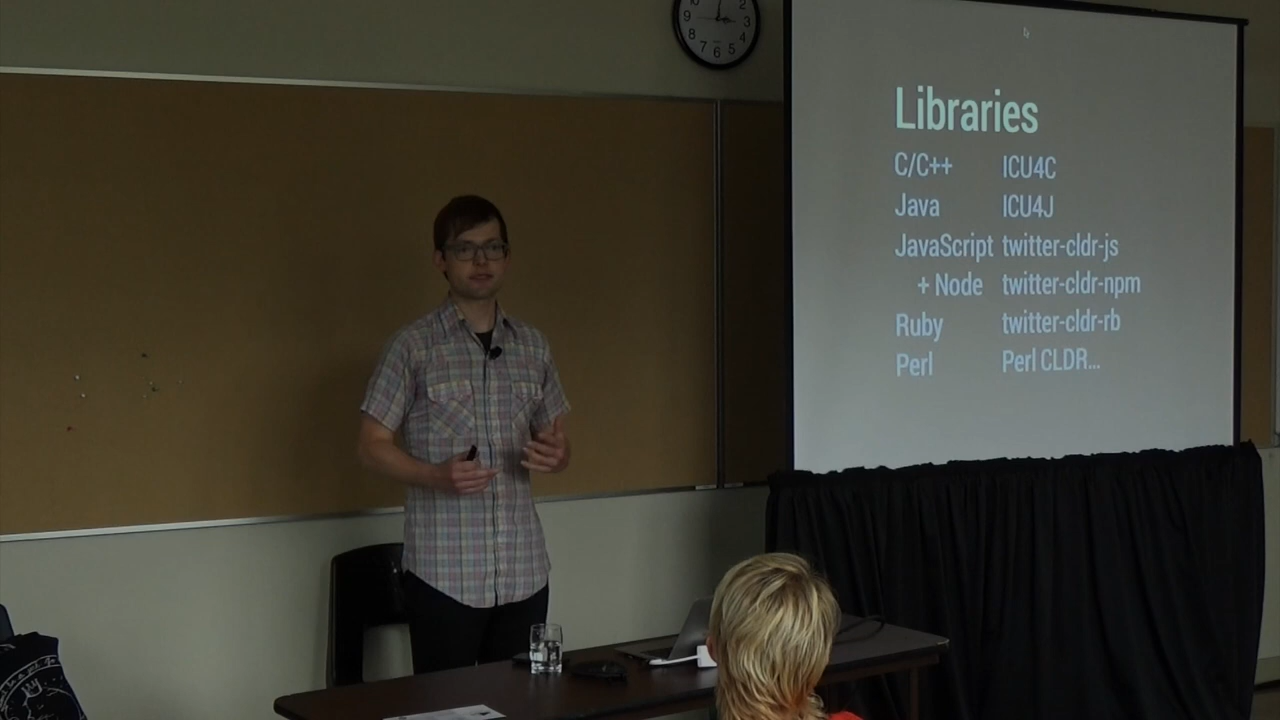 Libraries
C/C++ ICU4C
Java ICU4J
JavaScript twitter-cldr-js
+ Node twitter-cldr-npm
Ruby twitter-cldr-rb
Perl Perl CLDR...